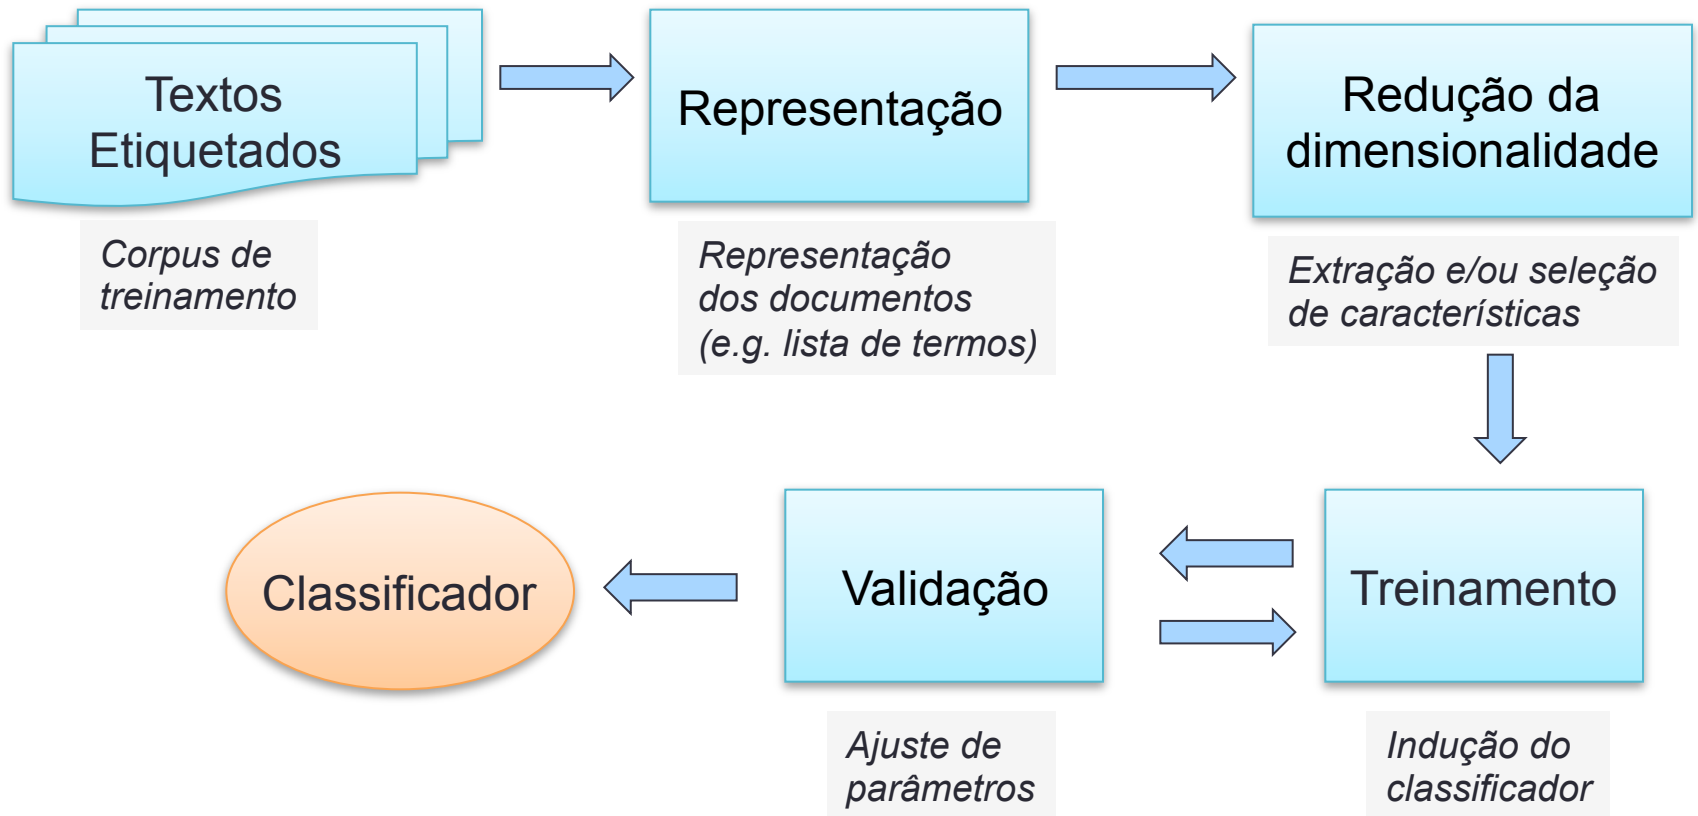 Textos
Etiquetados
Corpus de
treinamento
Representação
Representação
dos documentos
(e.g. lista de termos)
Redução da
dimensionalidade
Extração e/ou seleção
de características
Treinamento
Indução do
classificador
Validação
Ajuste de
parâmetros
Classificador